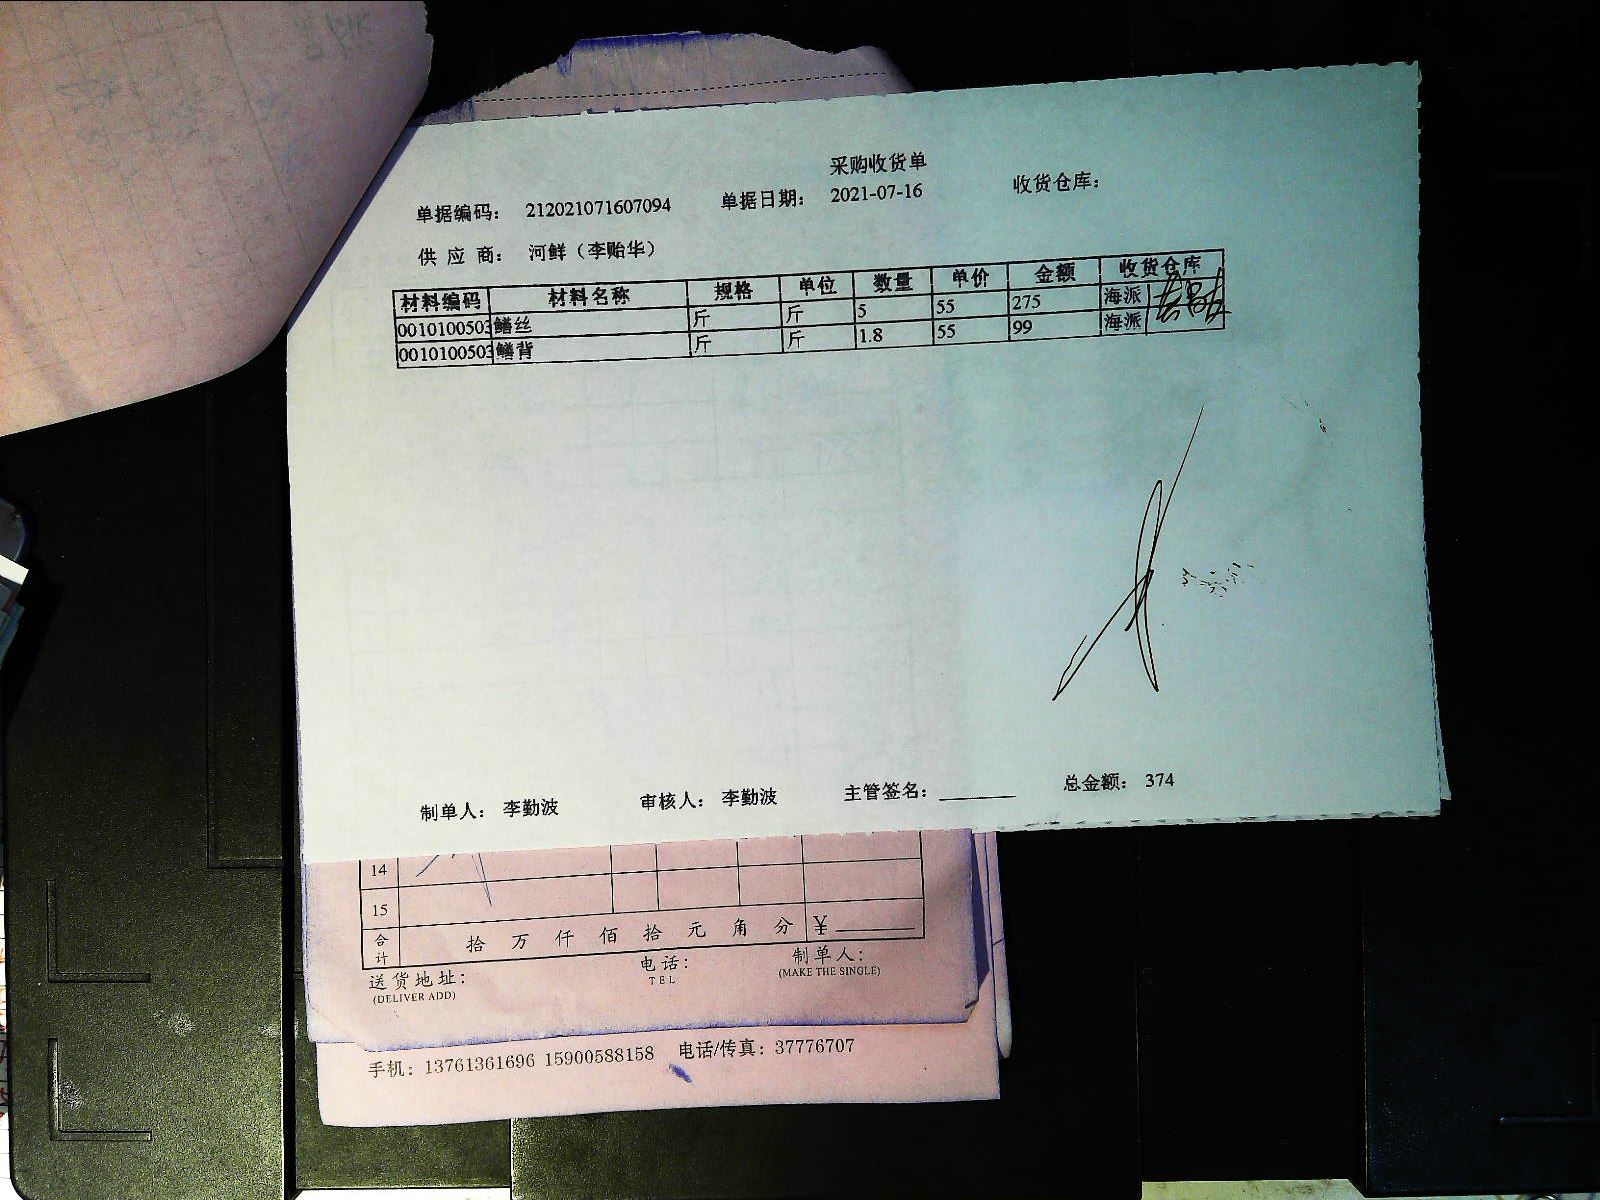 采购收货单
单据编码： 212021071607094 单据日期： 2021-07-16 收货仓库：
供 应 商： 河鲜（李贻华）
材料编码 材料名称 规格 单位 数量 单价 金额 收货仓库
0010100503 鳝丝 斤 斤 5 55 275 海派
0010100503 鳝背 斤 斤 1.8 55 99 海派
制单人： 李勤波 审核人： 李勤波 主管签名： 总金额： 374
14
15
合计 拾 万 仟 佰 拾 元 角 分 ¥
送货地址： 电话： 制单人：
(DELIVER ADD) TEL (MAKE THE SINGLE)
手机：13761361696 15900588158 电话/传真：37776707